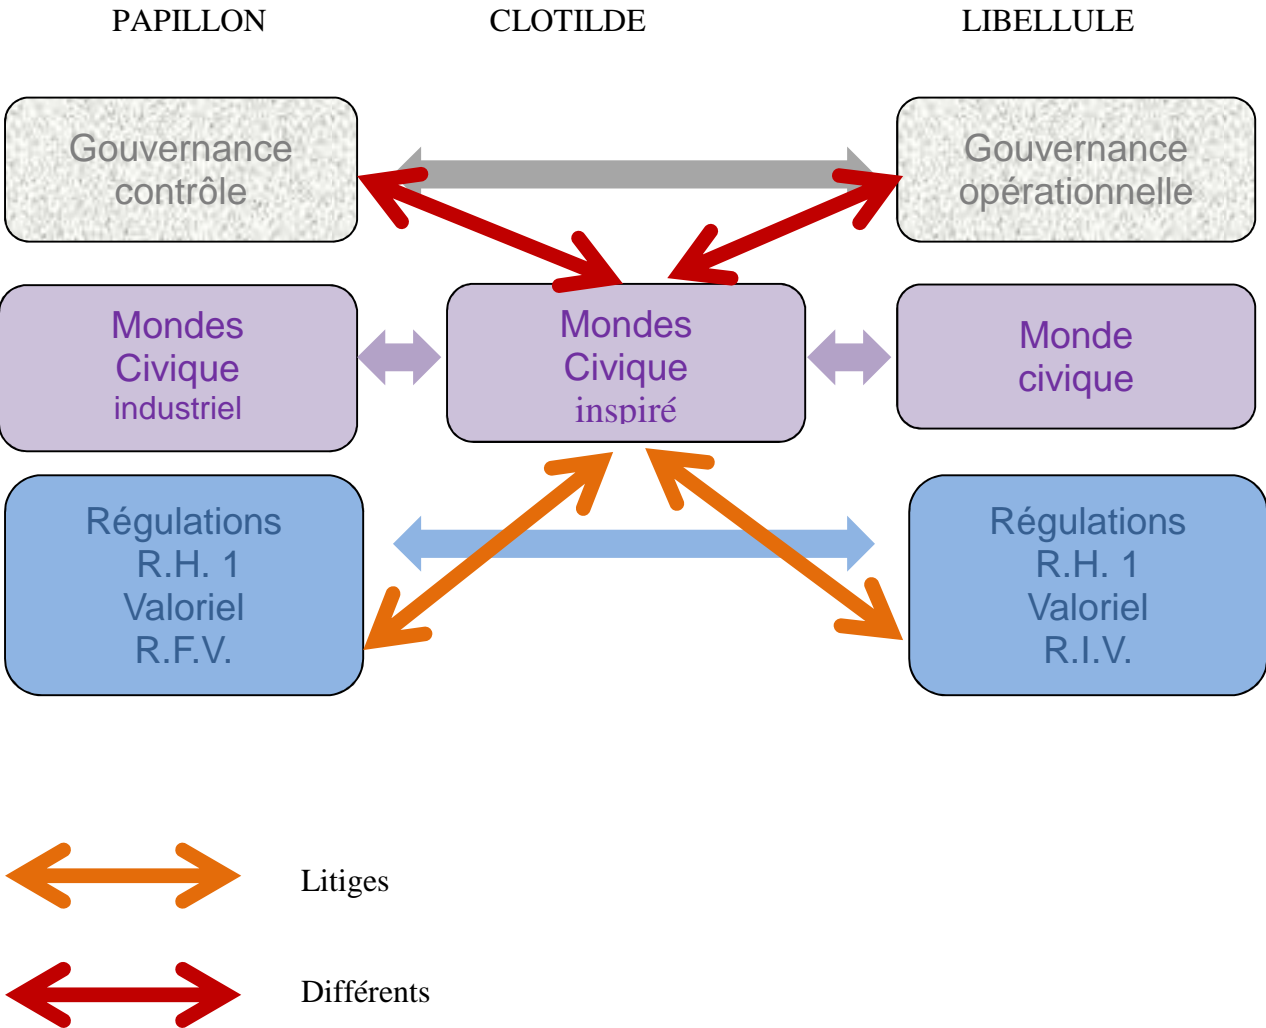 PAPILLON
CLOTILDE
LIBELLULE
Gouvernance
contrôle
Gouvernance
opérationnelle
Mondes
Civique
industriel
Mondes
Civique
inspiré
Monde
civique
Régulations
R.H. 1
Valoriel
R.F.V.
Régulations
R.H. 1
Valoriel
R.I.V.
Litiges
Différents